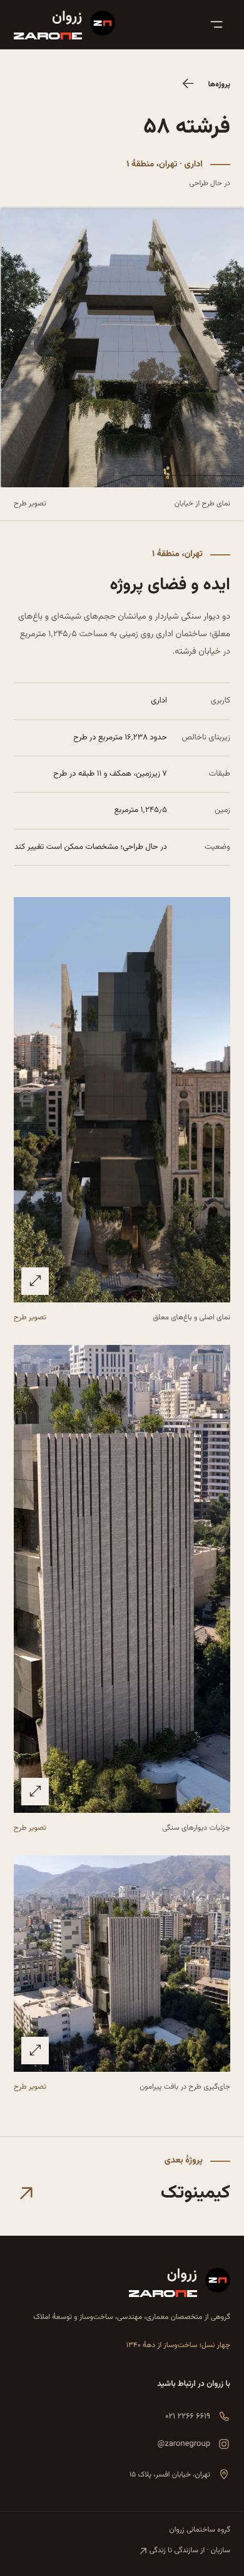 زروان
ZARONE
ZN
پروژه‌ها
فرشته ۵۸
اداری · تهران، منطقهٔ ۱
در حال طراحی
نمای طرح از خیابان
تصویر طرح
تهران، منطقهٔ ۱
ایده و فضای پروژه
دو دیوار سنگی شیاردار و میانشان حجم‌های شیشه‌ای و باغ‌های
معلق؛ ساختمان اداری روی زمینی به مساحت ۱٬۲۴۵٫۵ مترمربع
در خیابان فرشته.
کاربری
اداری
زیربنای ناخالص
حدود ۱۶٬۲۳۸ مترمربع در طرح
طبقات
۷ زیرزمین، همکف و ۱۱ طبقه در طرح
زمین
۱٬۲۴۵٫۵ مترمربع
وضعیت
در حال طراحی؛ مشخصات ممکن است تغییر کند
نمای اصلی و باغ‌های معلق
تصویر طرح
جزئیات دیوارهای سنگی
تصویر طرح
جای‌گیری طرح در بافت پیرامون
تصویر طرح
پروژهٔ بعدی
کیمینوتک
زروان
ZARONE
ZN
گروهی از متخصصان معماری، مهندسی، ساخت‌وساز و توسعهٔ املاک
چهار نسل؛ ساخت‌وساز از دههٔ ۱۳۴۰
با زروان در ارتباط باشید
۰۲۱ ۲۲۶۶ ۶۶۱۹
@zaronegroup
تهران، خیابان افسر، پلاک ۱۵
گروه ساختمانی زروان
سازبان · از سازندگی تا زندگی